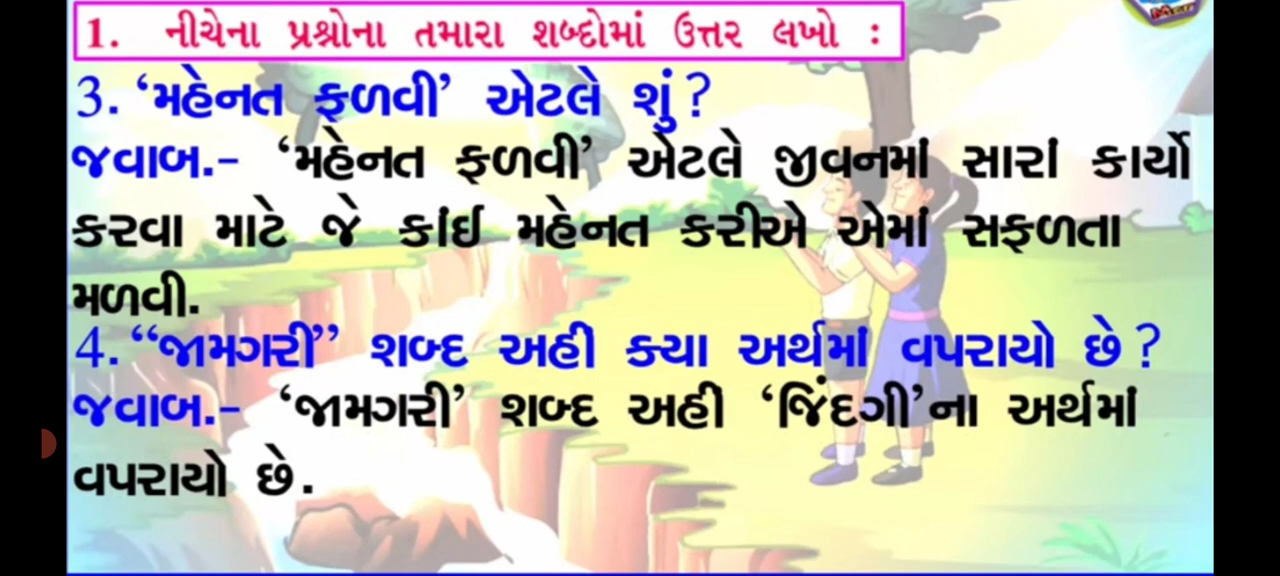 1. નીચેના પ્રશ્નોના તમારા શબ્દોમાં ઉત્તર લખો :
3. ‘મહેનત ફળવી’ એટલે શું ?
જવાબ.- ‘મહેનત ફળવી’ એટલે જીવનમાં સારાં કાર્યો
કરવા માટે જે કાંઈ મહેનત કરીએ એમાં સફળતા
મળવી.
4. “જામગરી” શબ્દ અહીં ક્યા અર્થમાં વપરાયો છે ?
જવાબ.- ‘જામગરી’ શબ્દ અહીં ‘જિંદગી’ના અર્થમાં
વપરાયો છે.